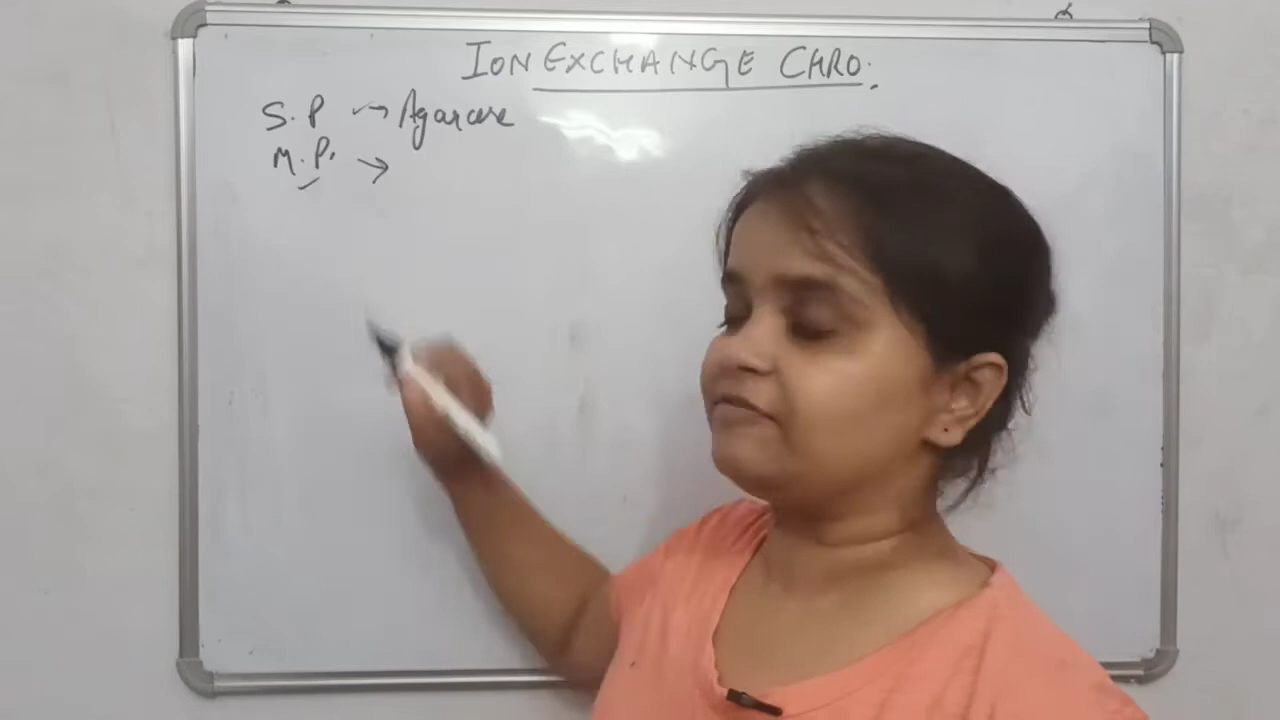 ION EXCHANGE CHRO.
S.P → Agarose
M.P. →